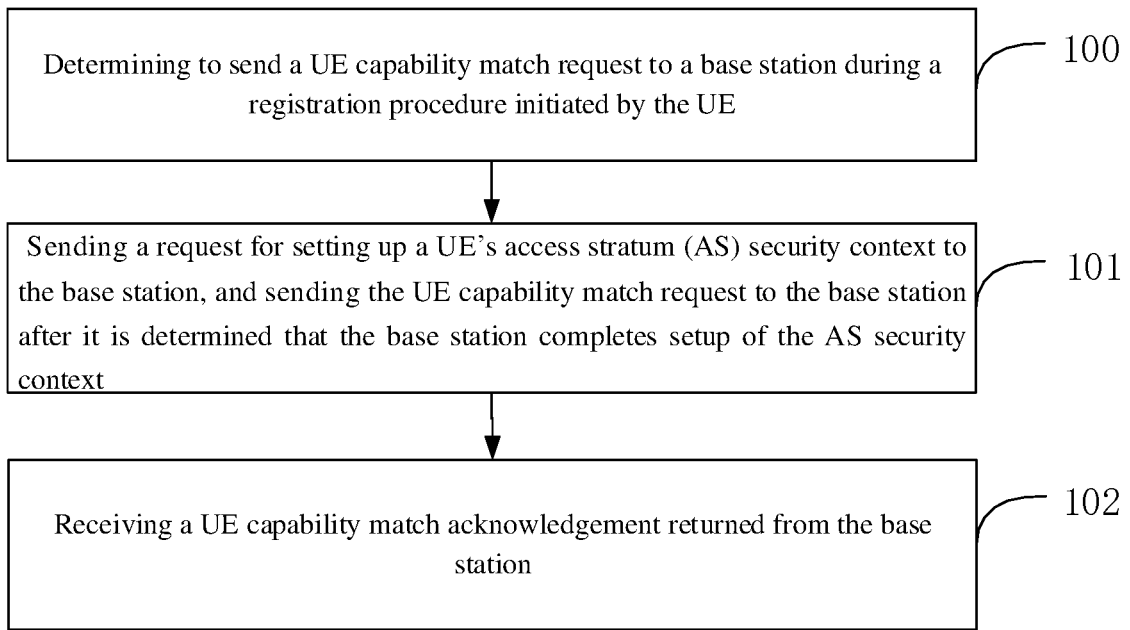 Determining to send a UE capability match request to a base station during a
registration procedure initiated by the UE
100
Sending a request for setting up a UE's access stratum (AS) security context to
the base station, and sending the UE capability match request to the base station
after it is determined that the base station completes setup of the AS security
context
101
Receiving a UE capability match acknowledgement returned from the base
station
102